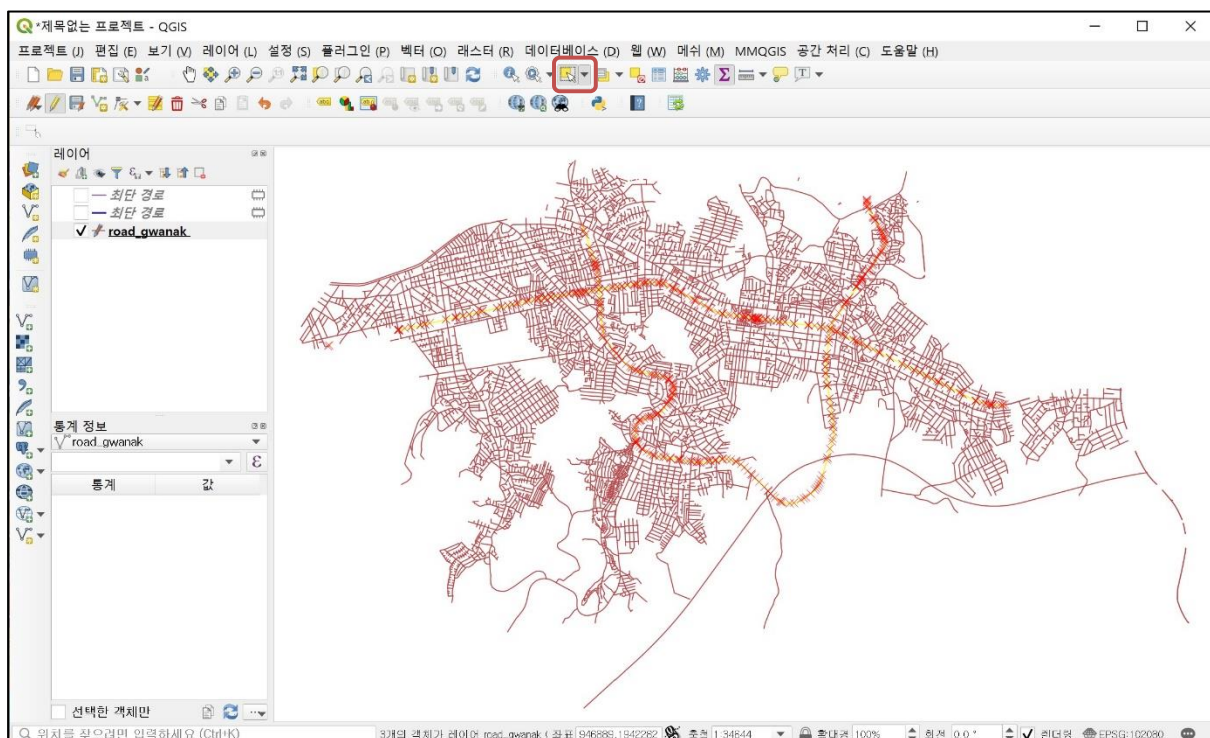 *제목없는 프로젝트 - QGIS
프로젝트 (J) 편집 (E) 보기 (V) 레이어 (L) 설정 (S) 플러그인 (P) 벡터 (O) 래스터 (R) 데이터베이스 (D) 웹 (W) 메쉬 (M) MMQGIS 공간 처리 (C) 도움말 (H)
레이어
최단 경로
최단 경로
road_gwanak
통계 정보
road_gwanak
통계 값
선택한 객체만
위치를 찾으려면 입력하세요 (Ctrl+K) 3개의 객체가 레이어 road_gwanak ( 좌표 946889,1942262 축척 1:34644 확대경 100% 회전 0.0 ° 렌더링 EPSG:102080